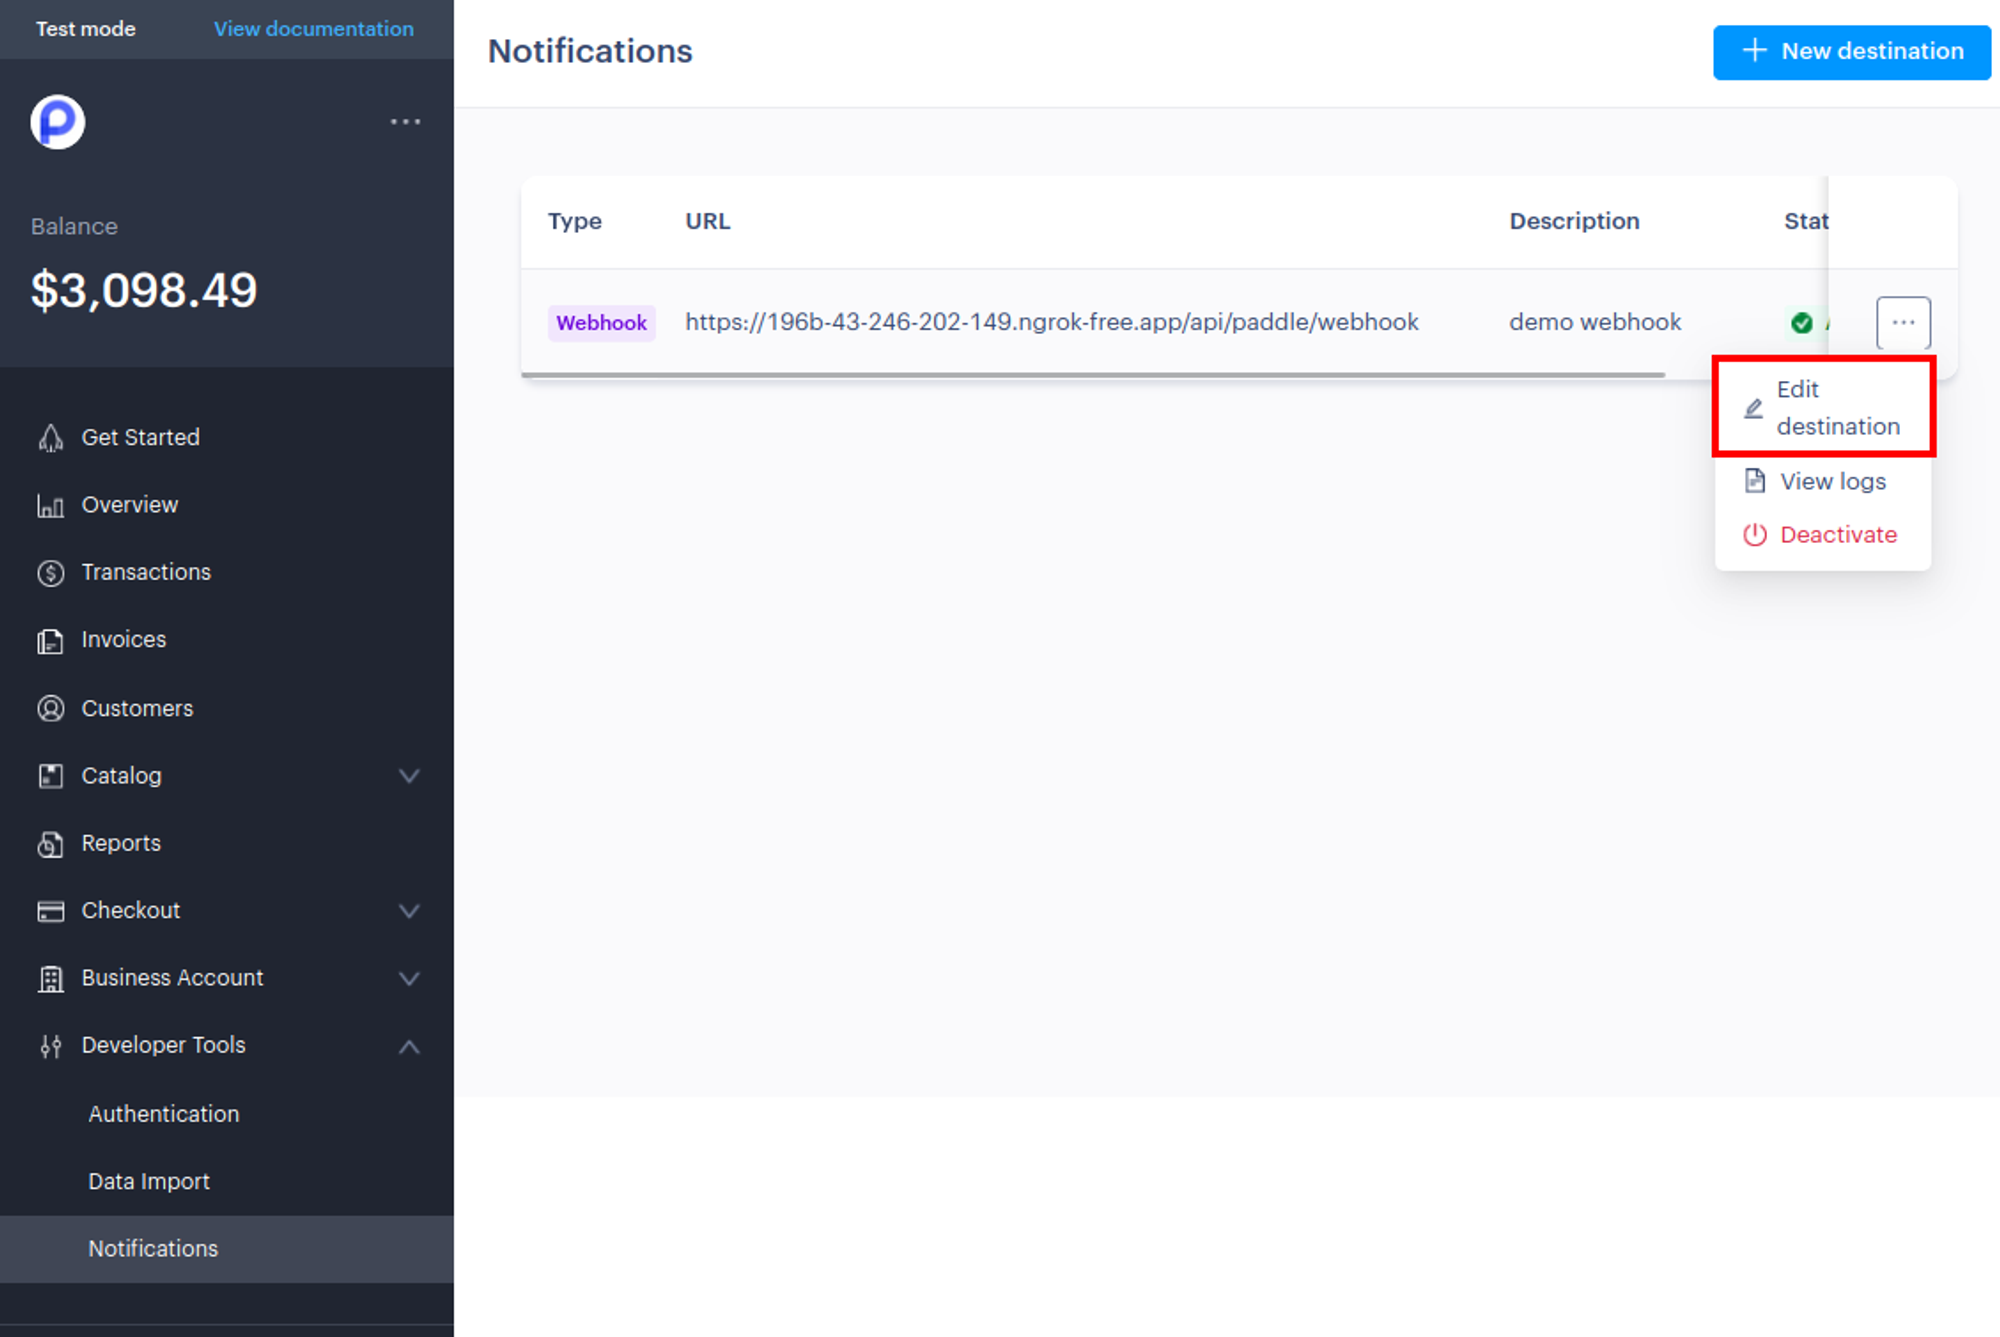 Test mode
View documentation
Balance
$3,098.49
Get Started
Overview
Transactions
Invoices
Customers
Catalog
Reports
Checkout
Business Account
Developer Tools
Authentication
Data Import
Notifications
Notifications
New destination
Type URL Description Stat
Webhook https://196b-43-246-202-149.ngrok-free.app/api/paddle/webhook demo webhook
Edit
destination
View logs
Deactivate